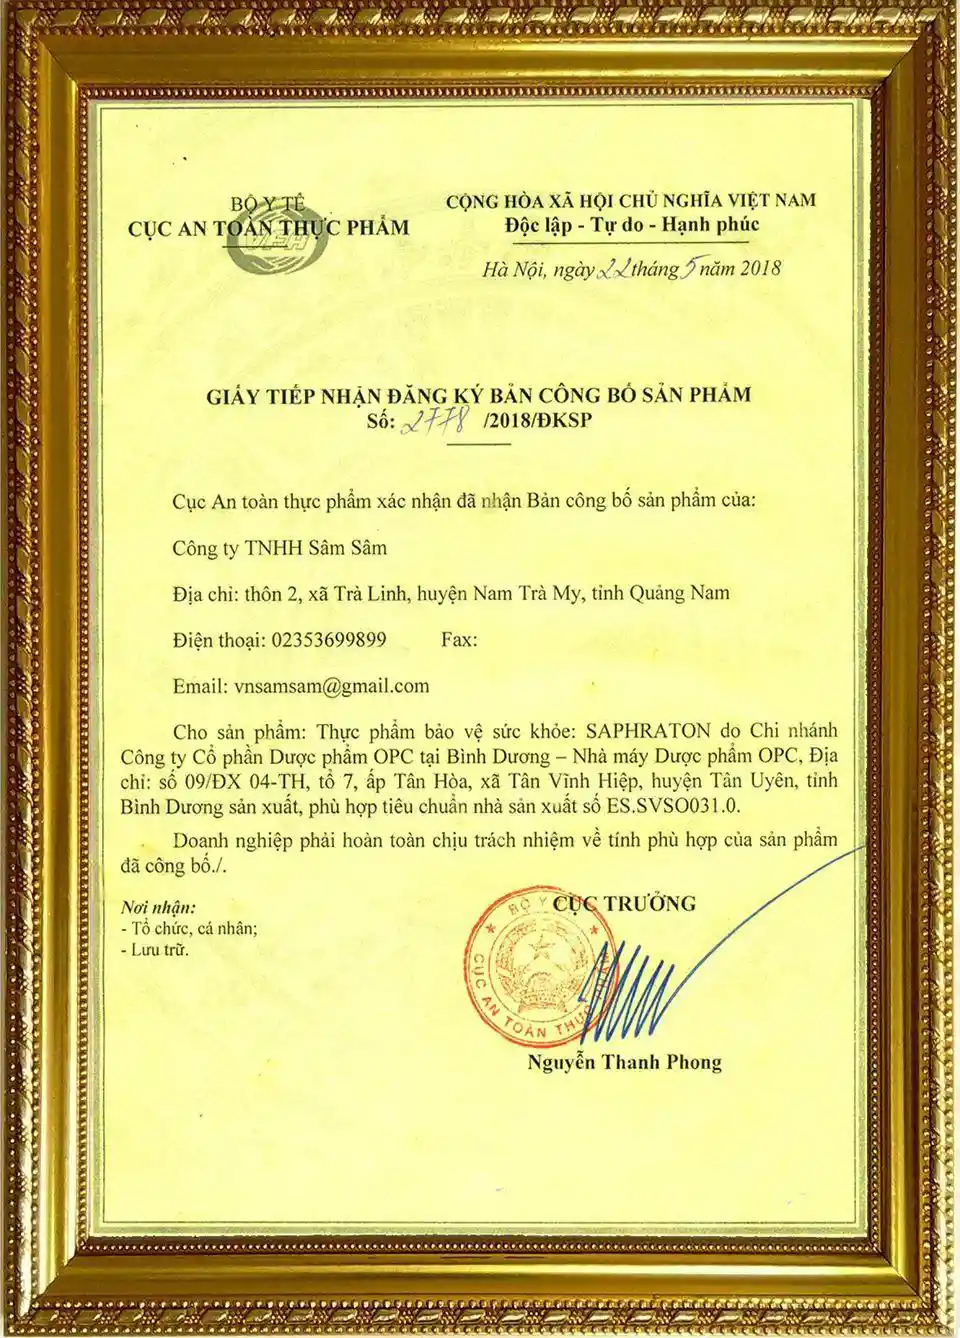 BỘ Y TẾ
CỤC AN TOÀN THỰC PHẨM
VFA
CỘNG HÒA XÃ HỘI CHỦ NGHĨA VIỆT NAM
Độc lập - Tự do - Hạnh phúc
Hà Nội, ngày 22 tháng 5 năm 2018
GIẤY TIẾP NHẬN ĐĂNG KÝ BẢN CÔNG BỐ SẢN PHẨM
Số: 2778 /2018/ĐKSP
Cục An toàn thực phẩm xác nhận đã nhận Bản công bố sản phẩm của:
Công ty TNHH Sâm Sâm
Địa chỉ: thôn 2, xã Trà Linh, huyện Nam Trà My, tỉnh Quảng Nam
Điện thoại: 02353699899 Fax:
Email: vnsamsam@gmail.com
Cho sản phẩm: Thực phẩm bảo vệ sức khỏe: SAPHRATON do Chi nhánh
Công ty Cổ phần Dược phẩm OPC tại Bình Dương – Nhà máy Dược phẩm OPC, Địa
chỉ: số 09/ĐX 04-TH, tổ 7, ấp Tân Hòa, xã Tân Vĩnh Hiệp, huyện Tân Uyên, tỉnh
Bình Dương sản xuất, phù hợp tiêu chuẩn nhà sản xuất số ES.SVSO031.0.
Doanh nghiệp phải hoàn toàn chịu trách nhiệm về tính phù hợp của sản phẩm
đã công bố./.
Nơi nhận:
- Tổ chức, cá nhân;
- Lưu trữ.
CỤC TRƯỞNG
BỘ Y
CỤC AN TOÀN THỰC
Nguyễn Thanh Phong